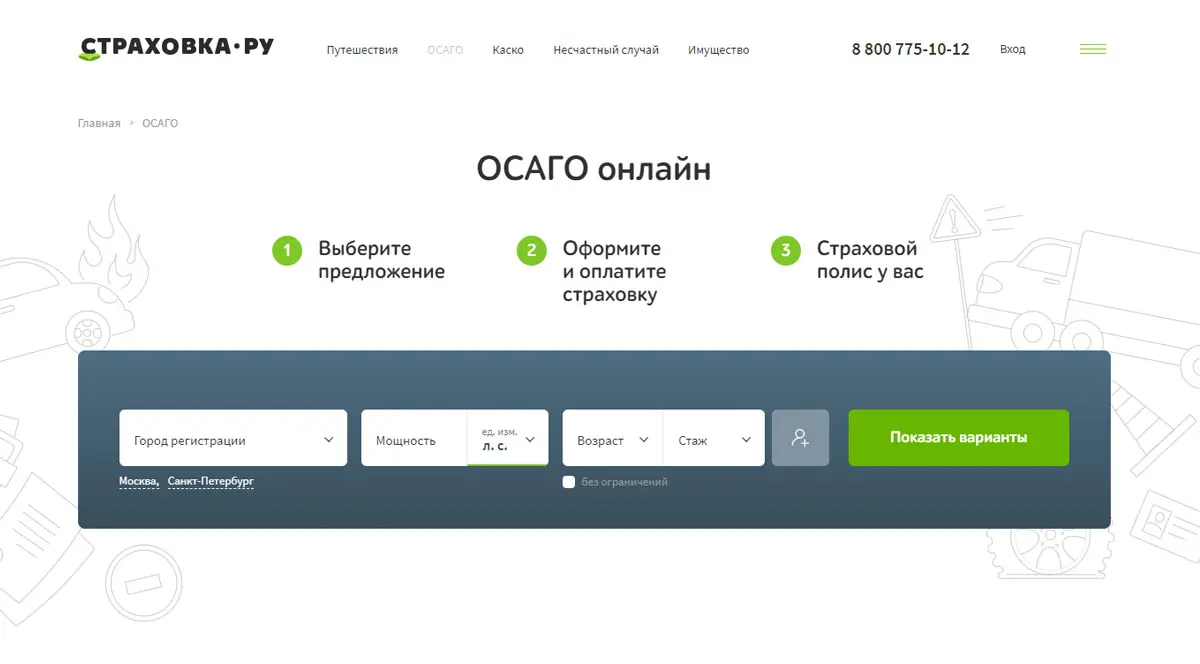 СТРАХОВКА·РУ
Путешествия
ОСАГО
Каско
Несчастный случай
Имущество
8 800 775-10-12
Вход
Главная > ОСАГО
ОСАГО онлайн
1
Выберите
предложение
2
Оформите
и оплатите
страховку
3
Страховой
полис у вас
Город регистрации
Мощность
ед. изм.
л. с.
Возраст
Стаж
Показать варианты
Москва, Санкт-Петербург
без ограничений